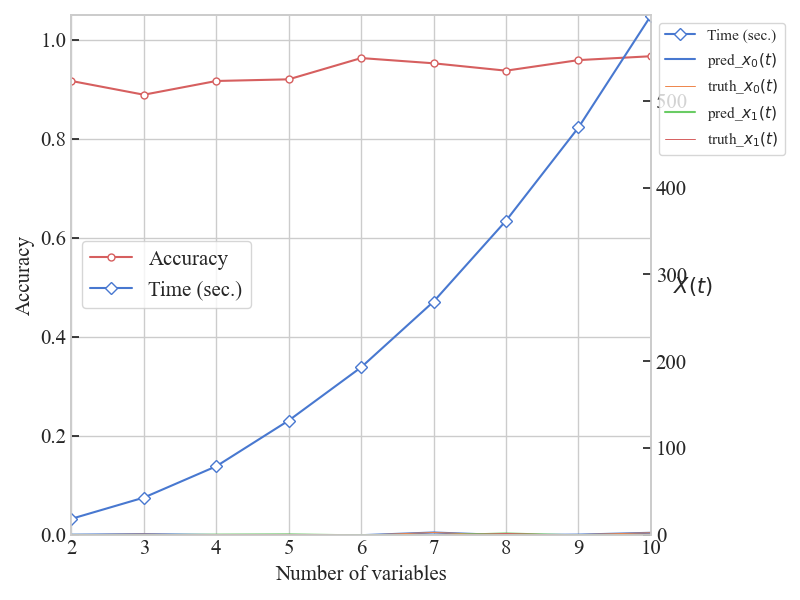 1.0
0.8
0.6
0.4
0.2
0.0
Accuracy
2 3 4 5 6 7 8 9 10
Number of variables
Accuracy
Time (sec.)
500
400
300
200
100
0
X(t)
Time (sec.)
pred_x₀(t)
truth_x₀(t)
pred_x₁(t)
truth_x₁(t)